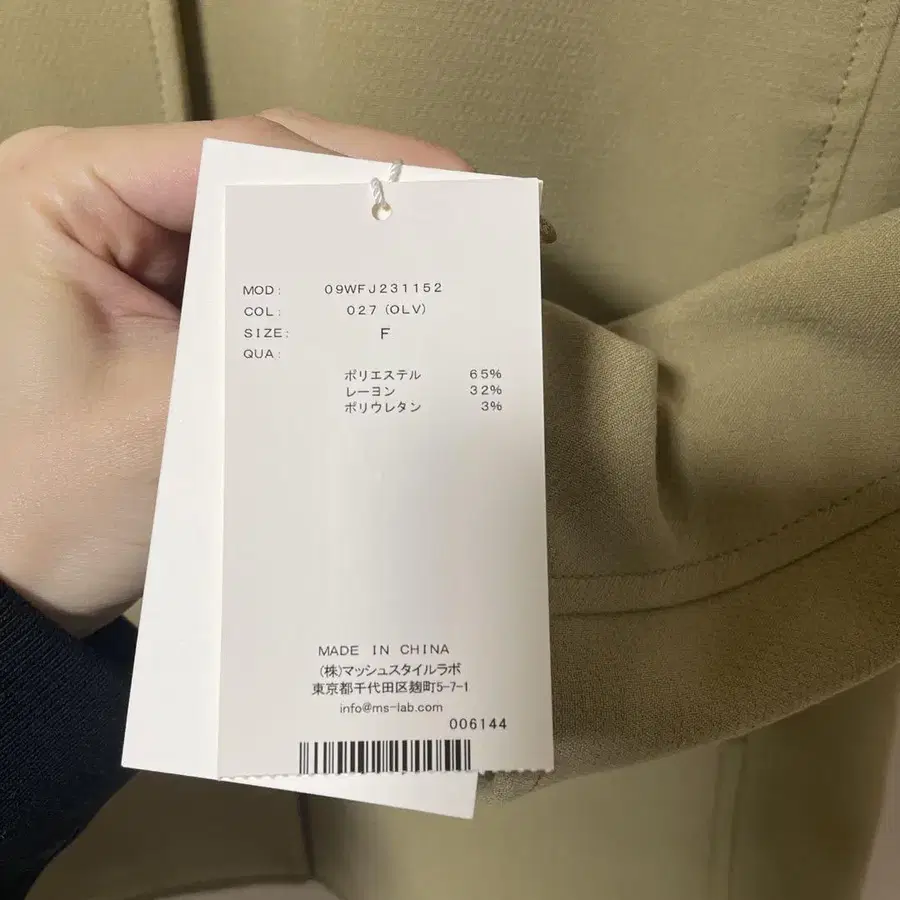 MOD: 09WFJ231152
COL: 027 (OLV)
SIZE: F
QUA:
ポリエステル 65%
レーヨン 32%
ポリウレタン 3%
MADE IN CHINA
(株)マッシュスタイルラボ
東京都千代田区麹町5-7-1
info@ms-lab.com
006144